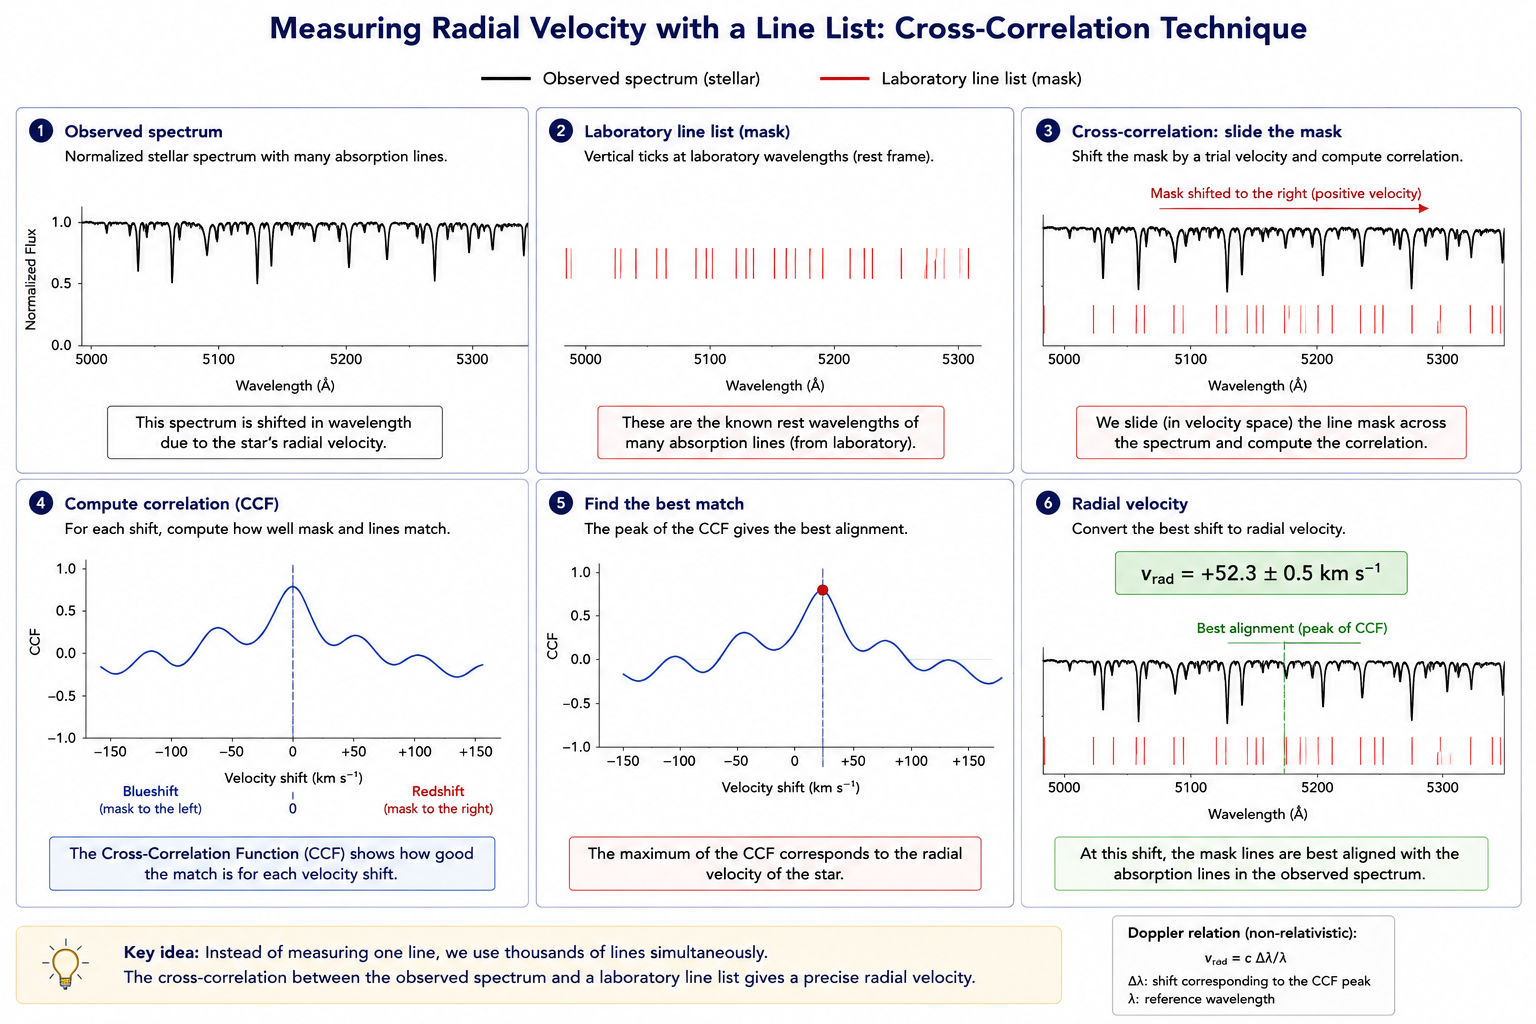 Measuring Radial Velocity with a Line List: Cross-Correlation Technique
Observed spectrum (stellar)
Laboratory line list (mask)
1 Observed spectrum
Normalized stellar spectrum with many absorption lines.
Normalized Flux
1.0
0.5
0.0
5000 5100 5200 5300
Wavelength (Å)
This spectrum is shifted in wavelength
due to the star's radial velocity.
2 Laboratory line list (mask)
Vertical ticks at laboratory wavelengths (rest frame).
5000 5100 5200 5300
Wavelength (Å)
These are the known rest wavelengths of
many absorption lines (from laboratory).
3 Cross-correlation: slide the mask
Shift the mask by a trial velocity and compute correlation.
Mask shifted to the right (positive velocity)
5000 5100 5200 5300
Wavelength (Å)
We slide (in velocity space) the line mask across
the spectrum and compute the correlation.
4 Compute correlation (CCF)
For each shift, compute how well mask and lines match.
CCF
1.0
0.5
0.0
−0.5
−1.0
−150 −100 −50 0 +50 +100 +150
Velocity shift (km s⁻¹)
Blueshift
(mask to the left)
0
Redshift
(mask to the right)
The Cross-Correlation Function (CCF) shows how good
the match is for each velocity shift.
5 Find the best match
The peak of the CCF gives the best alignment.
CCF
1.0
0.5
0.0
−0.5
−1.0
−150 −100 −50 0 +50 +100 +150
Velocity shift (km s⁻¹)
The maximum of the CCF corresponds to the radial
velocity of the star.
6 Radial velocity
Convert the best shift to radial velocity.
v_rad = +52.3 ± 0.5 km s⁻¹
Best alignment (peak of CCF)
5000 5100 5200 5300
Wavelength (Å)
At this shift, the mask lines are best aligned with the
absorption lines in the observed spectrum.
Key idea: Instead of measuring one line, we use thousands of lines simultaneously.
The cross-correlation between the observed spectrum and a laboratory line list gives a precise radial velocity.
Doppler relation (non-relativistic):
v_rad = c Δλ/λ
Δλ: shift corresponding to the CCF peak
λ: reference wavelength